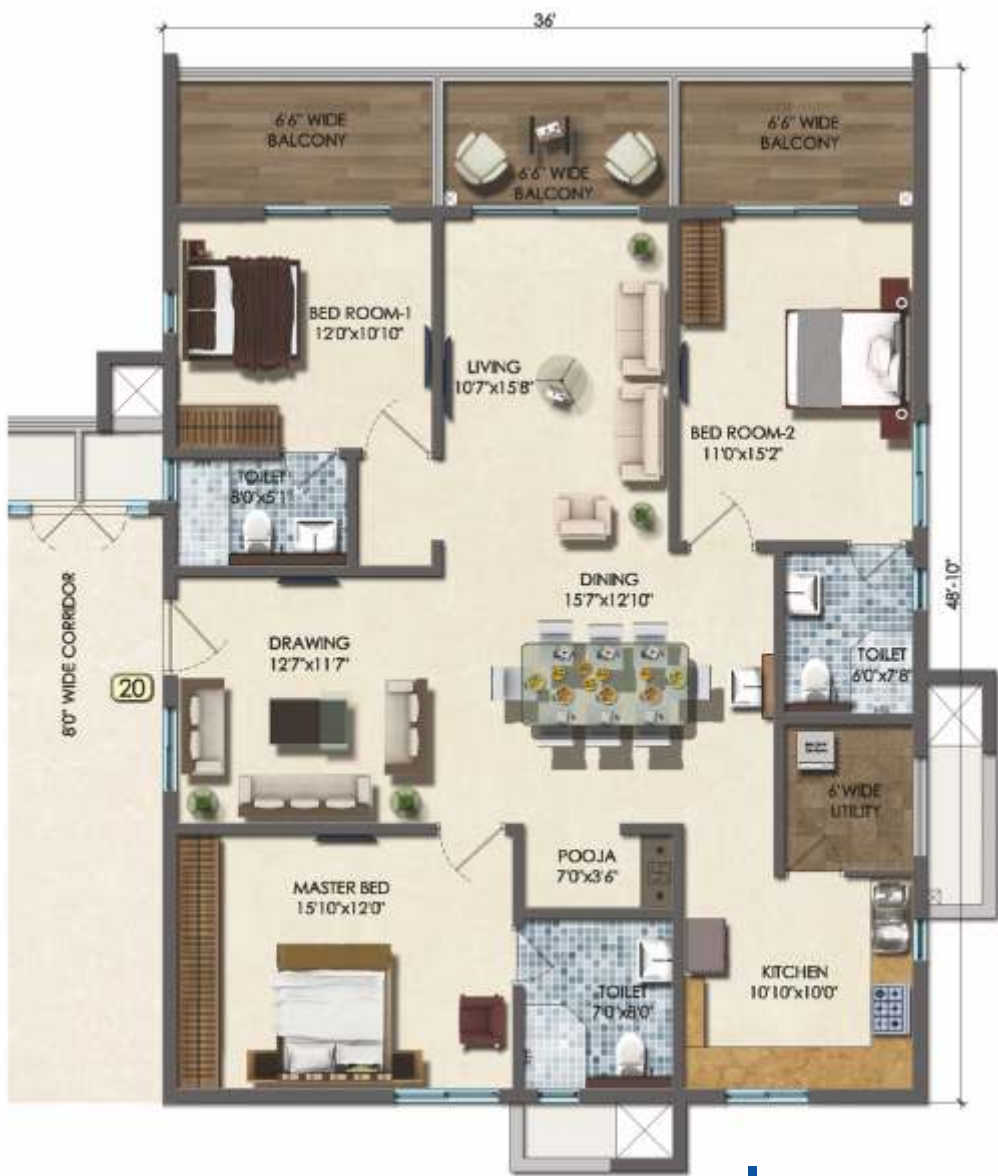 36'
6'6" WIDE
BALCONY
6'6" WIDE
BALCONY
6'6" WIDE
BALCONY
BED ROOM-1
12'0"x10'10"
LIVING
10'7"x15'8"
BED ROOM-2
11'0"x15'2"
TOILET
8'0"x5'1"
DINING
15'7"x12'10"
48'-10"
8'0" WIDE CORRIDOR
DRAWING
12'7"x11'7"
TOILET
6'0"x7'8"
20
6' WIDE
UTILITY
POOJA
7'0"x3'6"
MASTER BED
15'10"x12'0"
KITCHEN
10'10"x10'0"
TOILET
7'0"x8'0"